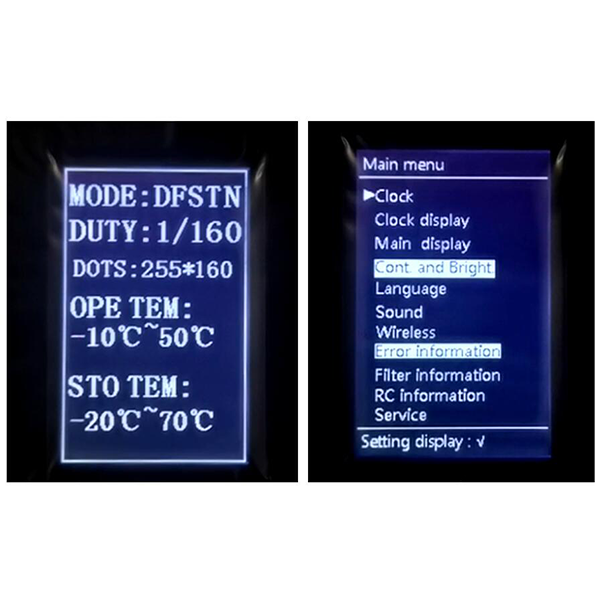 MODE:DFSTN
DUTY:1/160
DOTS:255*160
OPE TEM:
-10℃~50℃
STO TEM:
-20℃~70℃
Main menu
▶Clock
Clock display
Main display
Cont. and Bright.
Language
Sound
Wireless
Error information
Filter information
RC information
Service
Setting display : √